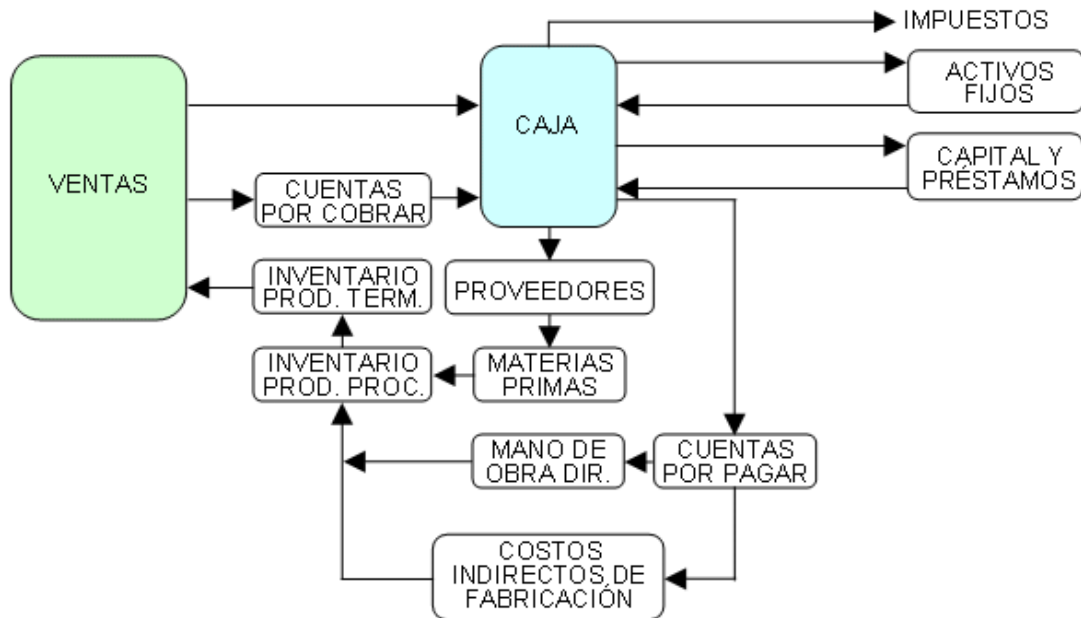 IMPUESTOS
ACTIVOS
FIJOS
CAJA
VENTAS
CAPITAL Y
PRÉSTAMOS
CUENTAS
POR COBRAR
INVENTARIO
PROD. TERM.
PROVEEDORES
INVENTARIO
PROD. PROC.
MATERIAS
PRIMAS
MANO DE
OBRA DIR.
CUENTAS
POR PAGAR
COSTOS
INDIRECTOS DE
FABRICACIÓN